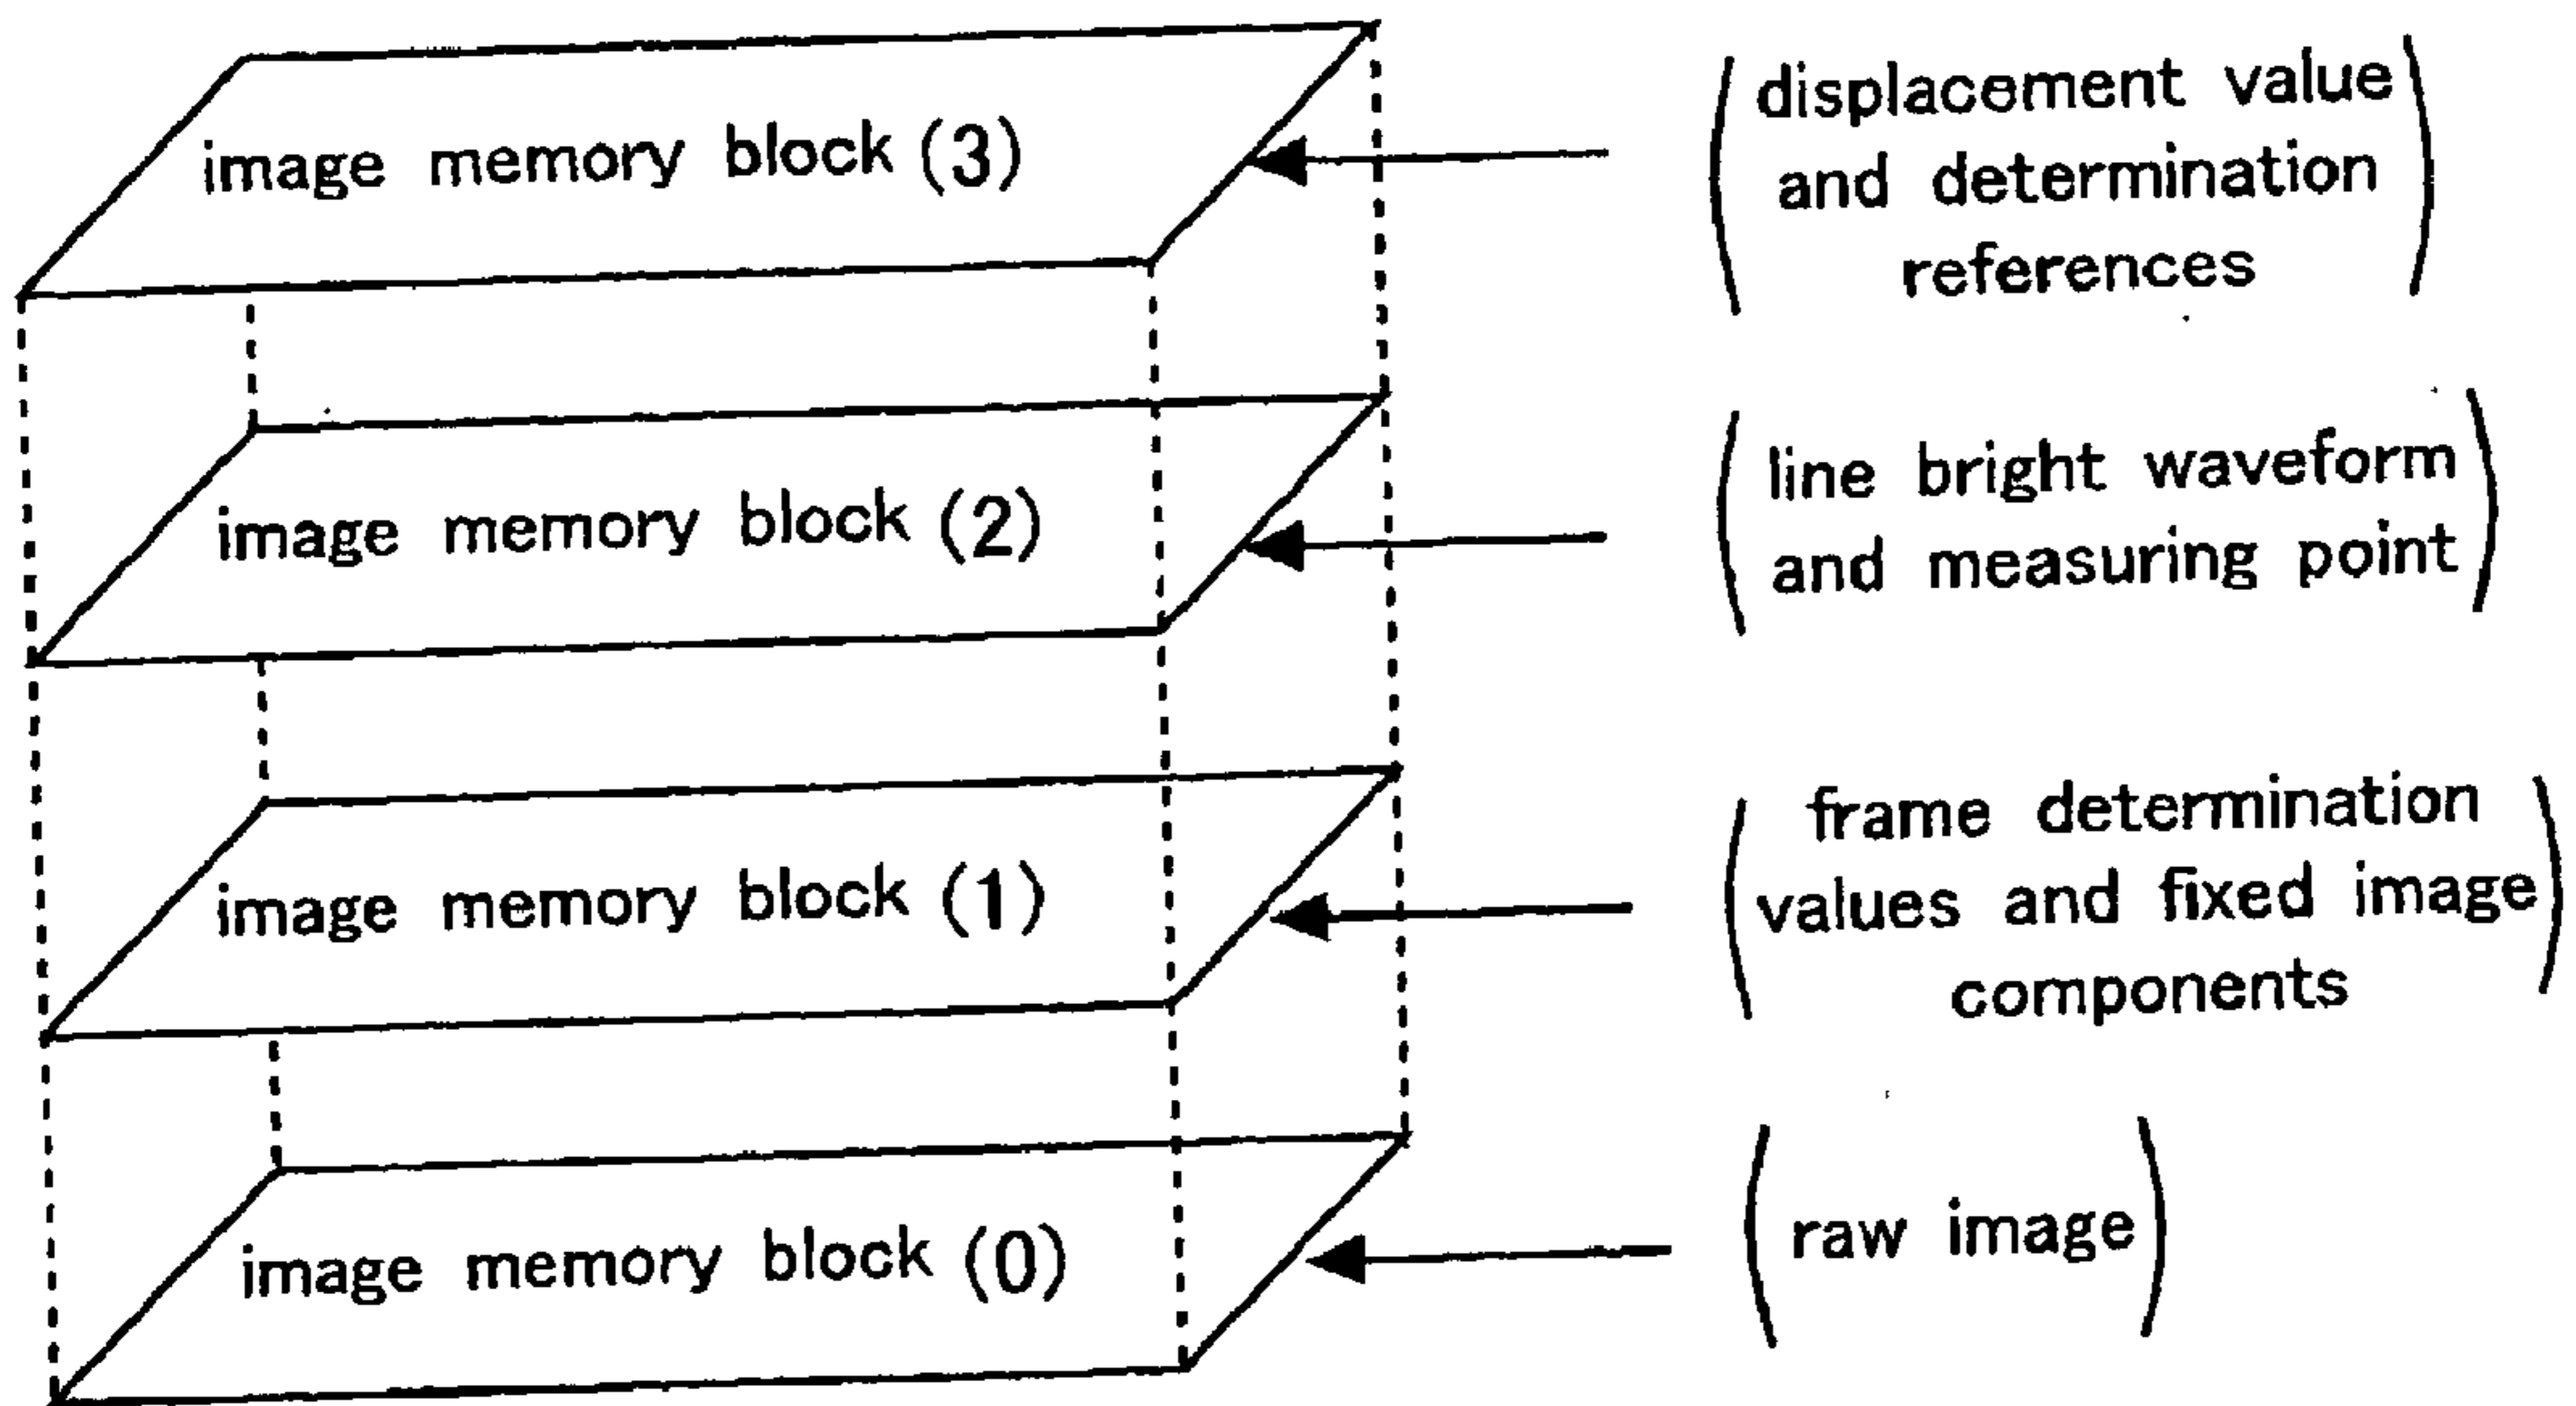 image memory block (3)
displacement value
and determination
references
image memory block (2)
line bright waveform
and measuring point
image memory block (1)
frame determination
values and fixed image
components
image memory block (0)
raw image